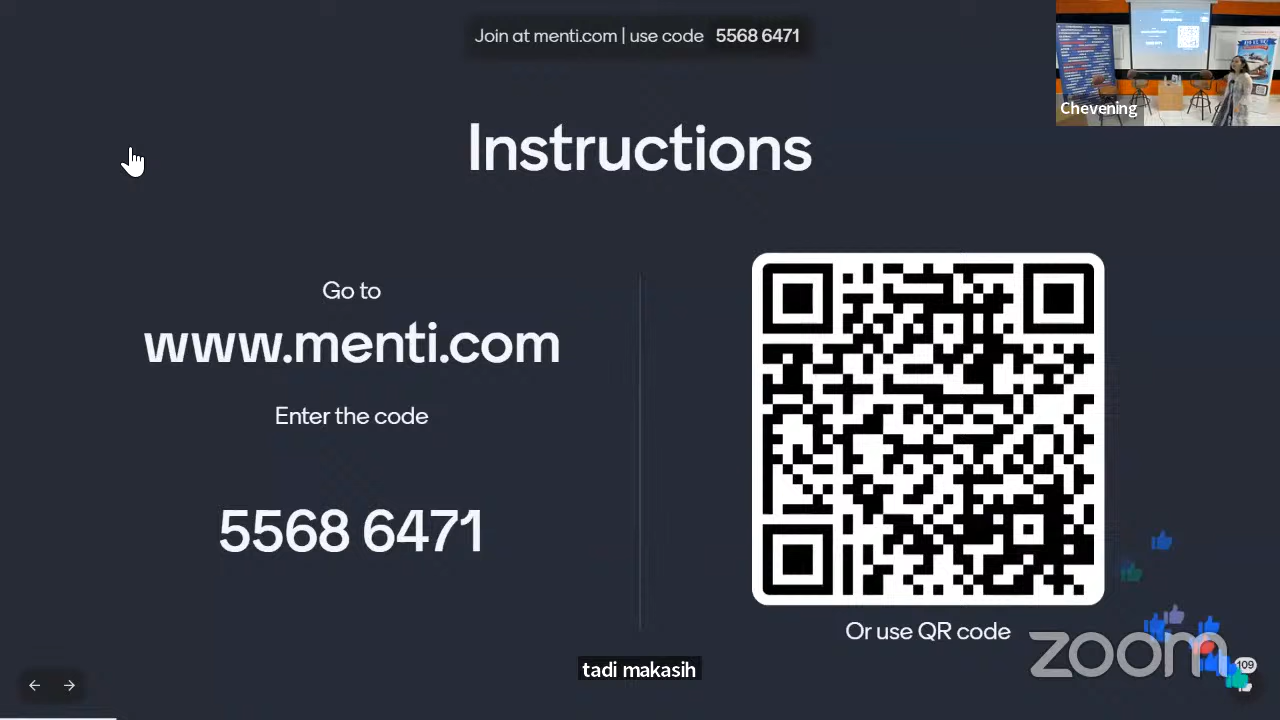 Join at menti.com | use code 5568 6471
Chevening
Instructions
Go to
www.menti.com
Enter the code
5568 6471
Or use QR code
zoom
109
tadi makasih